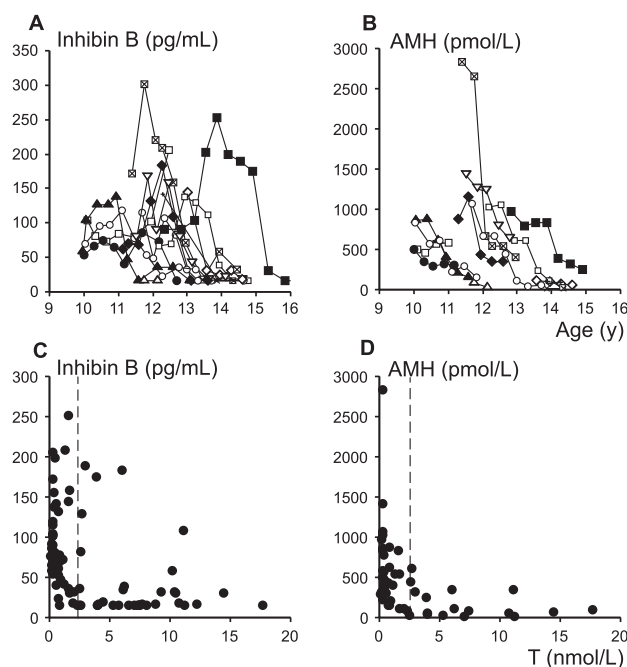 A
Inhibin B (pg/mL)
350
300
250
200
150
100
50
0
9 10 11 12 13 14 15 16
B
AMH (pmol/L)
3000
2500
2000
1500
1000
500
0
9 10 11 12 13 14 15 16
Age (y)
C
Inhibin B (pg/mL)
300
250
200
150
100
50
0
0 5 10 15 20
D
AMH (pmol/L)
3000
2500
2000
1500
1000
500
0
0 5 10 15 20
T (nmol/L)